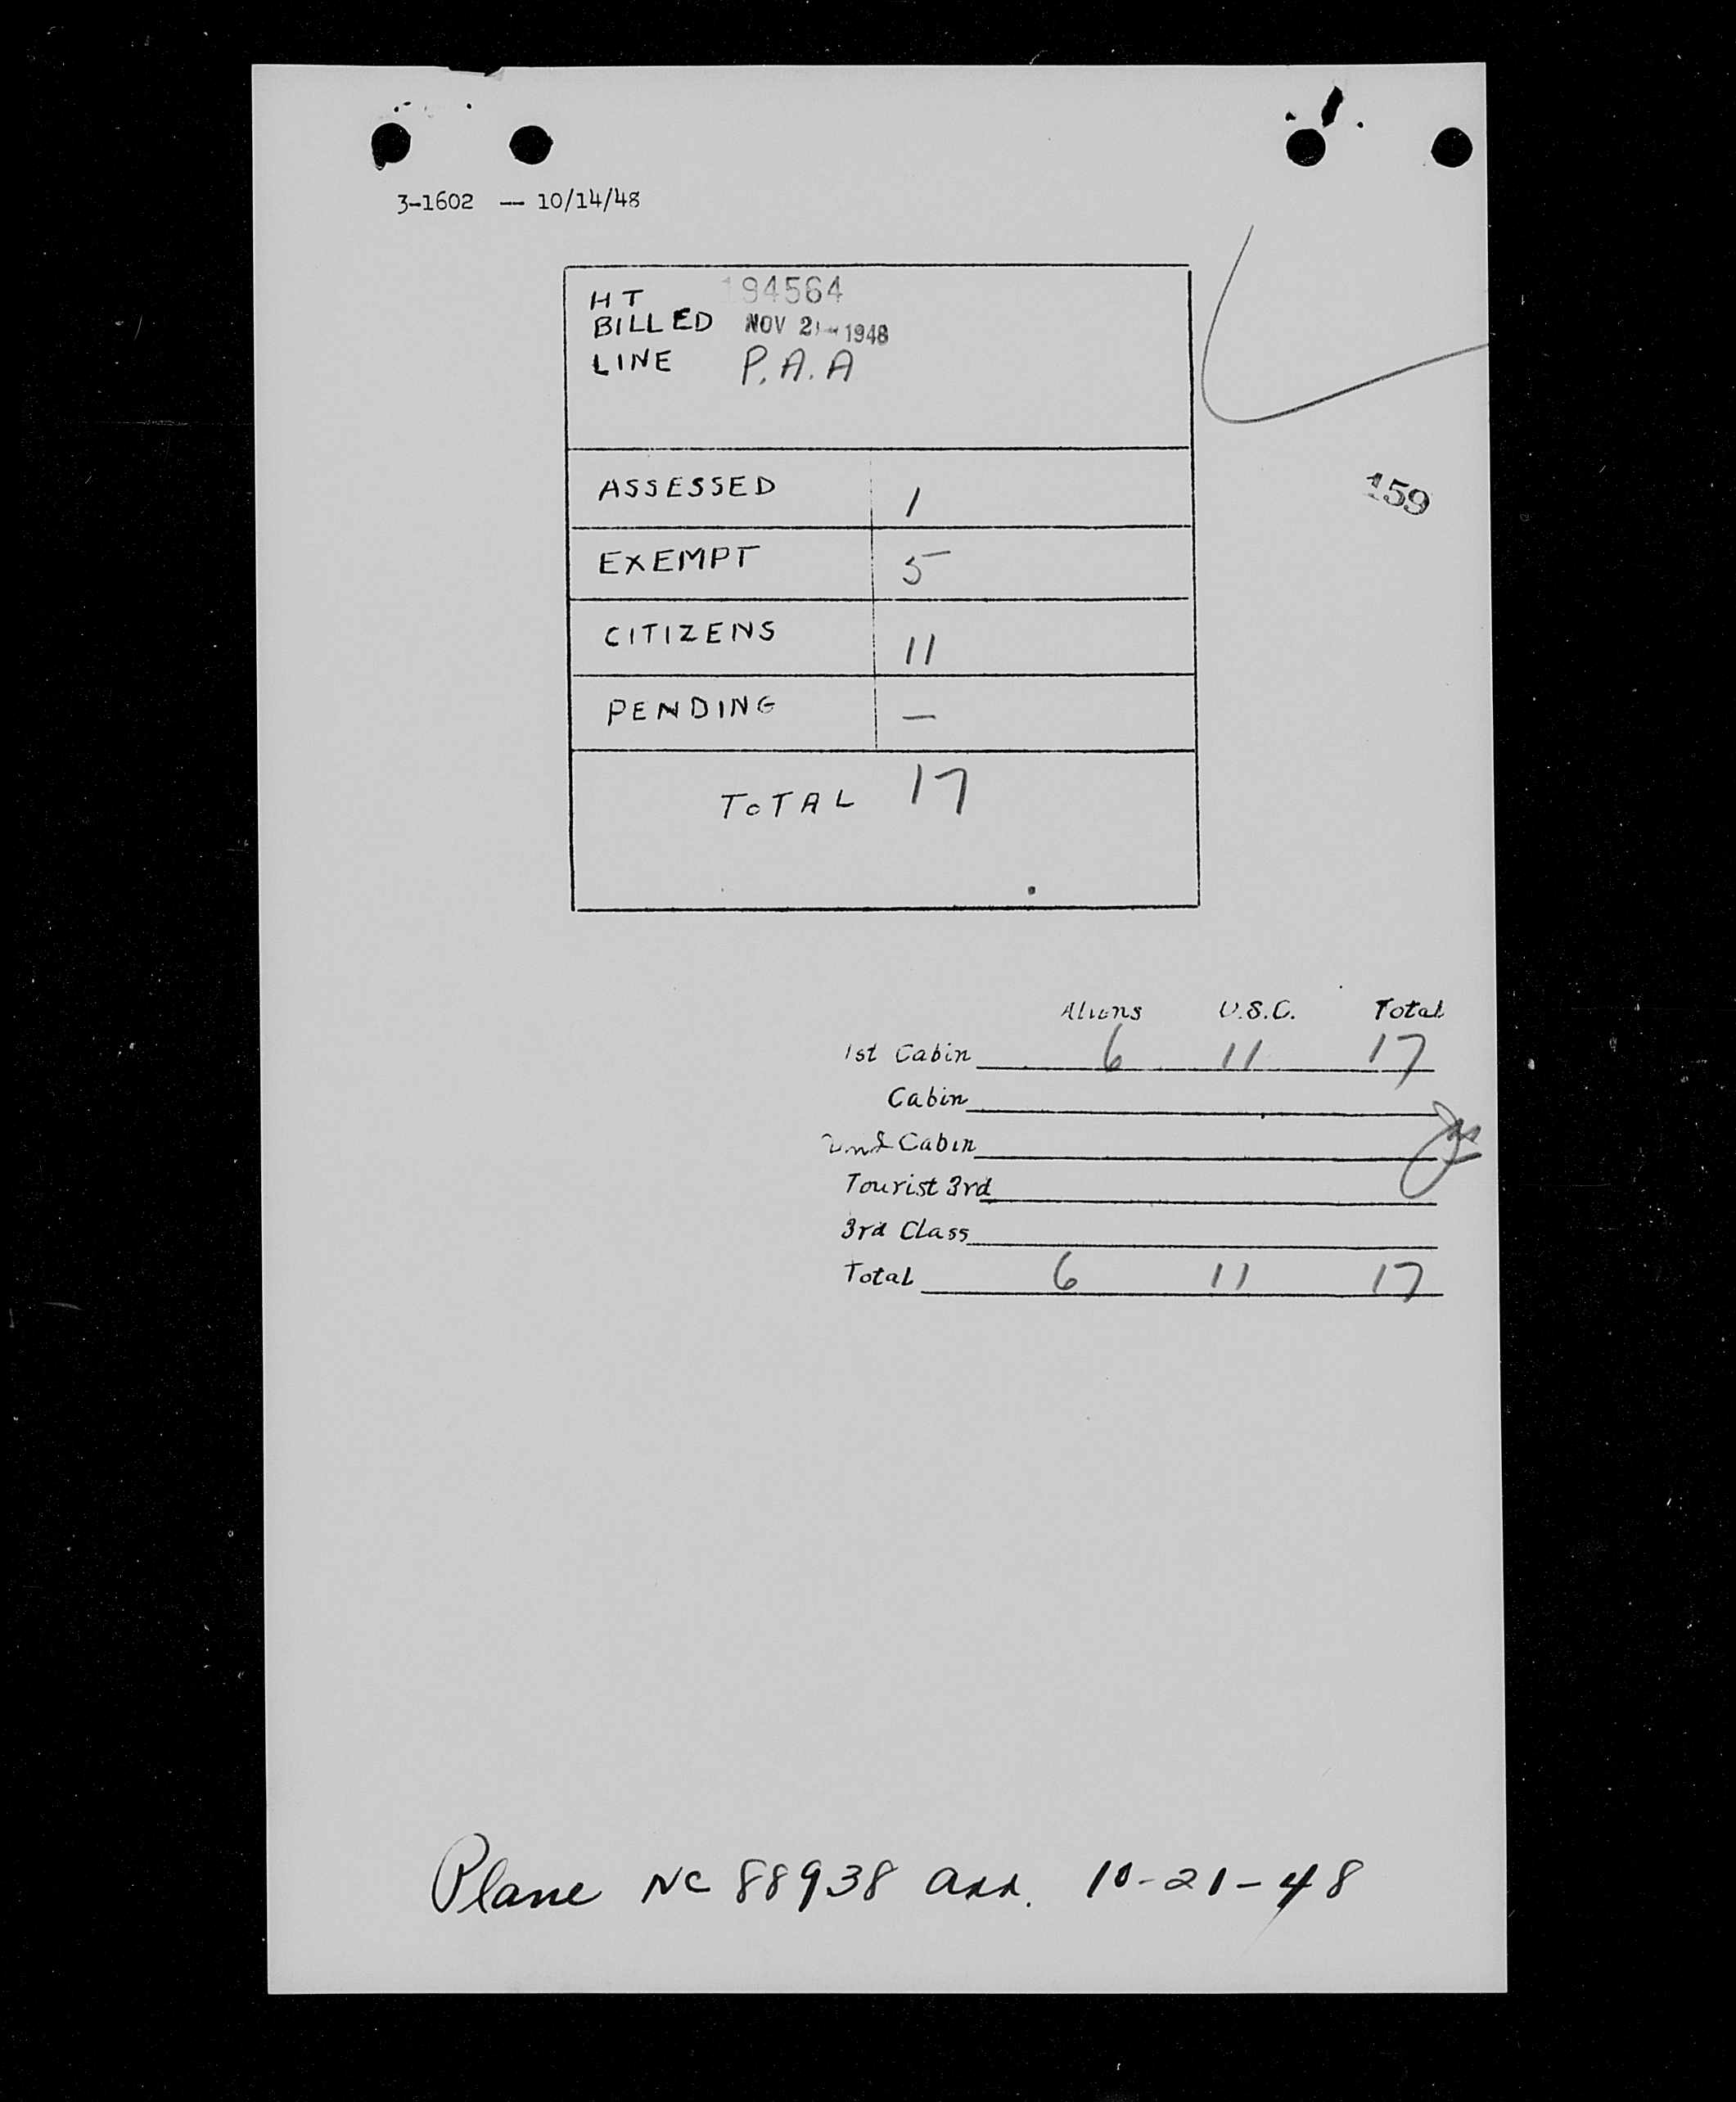 3-1602 — 10/14/48
HT 194564
BILLED NOV 2 1948
LINE P.A.A
159
ASSESSED 1
EXEMPT 5
CITIZENS 11
PENDING —
TOTAL 17
Aliens U.S.C. Total
1st Cabin 6 11 17
Cabin
2nd Cabin
Tourist 3rd
3rd Class
Total 6 11 17
Plane NC 88938 arr. 10-21-48